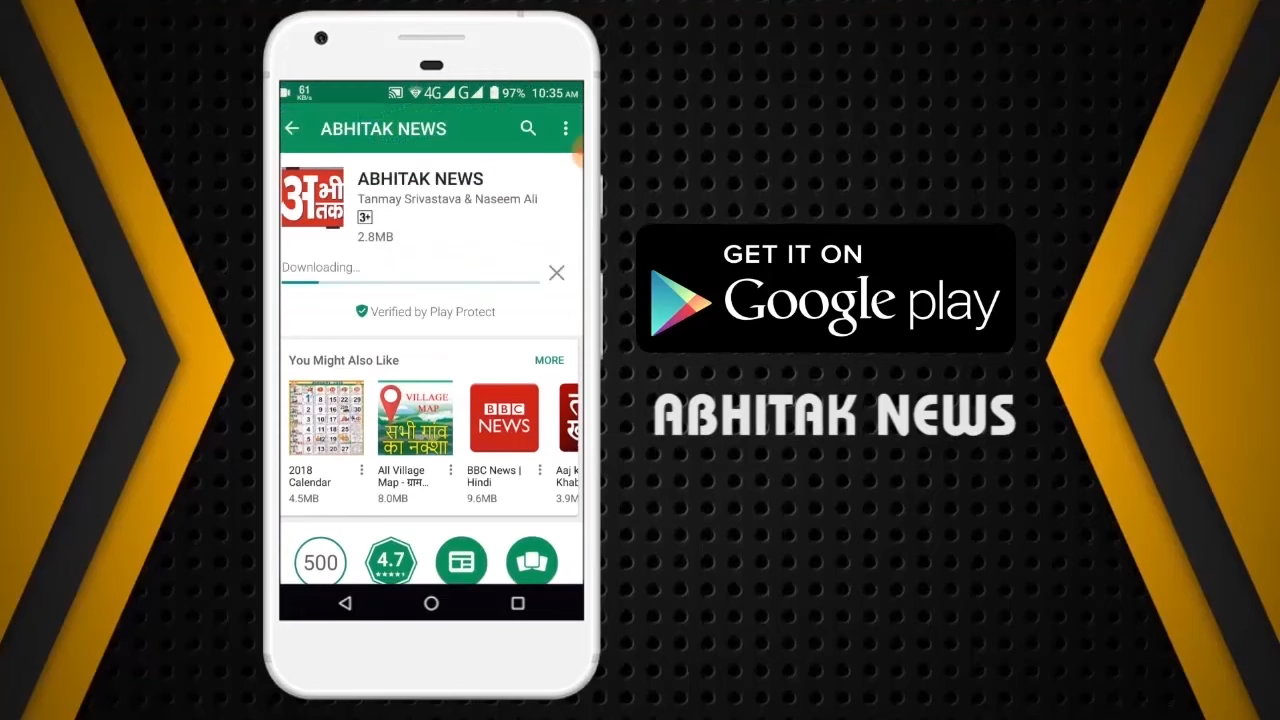 61
KB/s
4G
G
97%
10:35 AM
ABHITAK NEWS
अभी
तक
ABHITAK NEWS
Tanmay Srivastava & Naseem Ali
3+
2.8MB
Downloading...
Verified by Play Protect
You Might Also Like
MORE
VILLAGE
MAP
सभी गाव
का नक्शा
BBC
NEWS
2018
Calendar
4.5MB
All Village
Map - ग्राम...
8.0MB
BBC News |
Hindi
9.6MB
Aaj k
Khab
3.9M
500
4.7
GET IT ON
Google play
ABHITAK NEWS